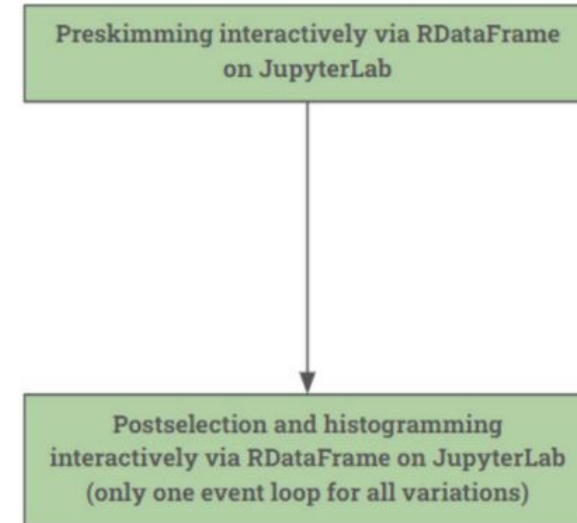 Preskimming interactively via RDataFrame
on JupyterLab
Postselection and histogramming
interactively via RDataFrame on JupyterLab
(only one event loop for all variations)